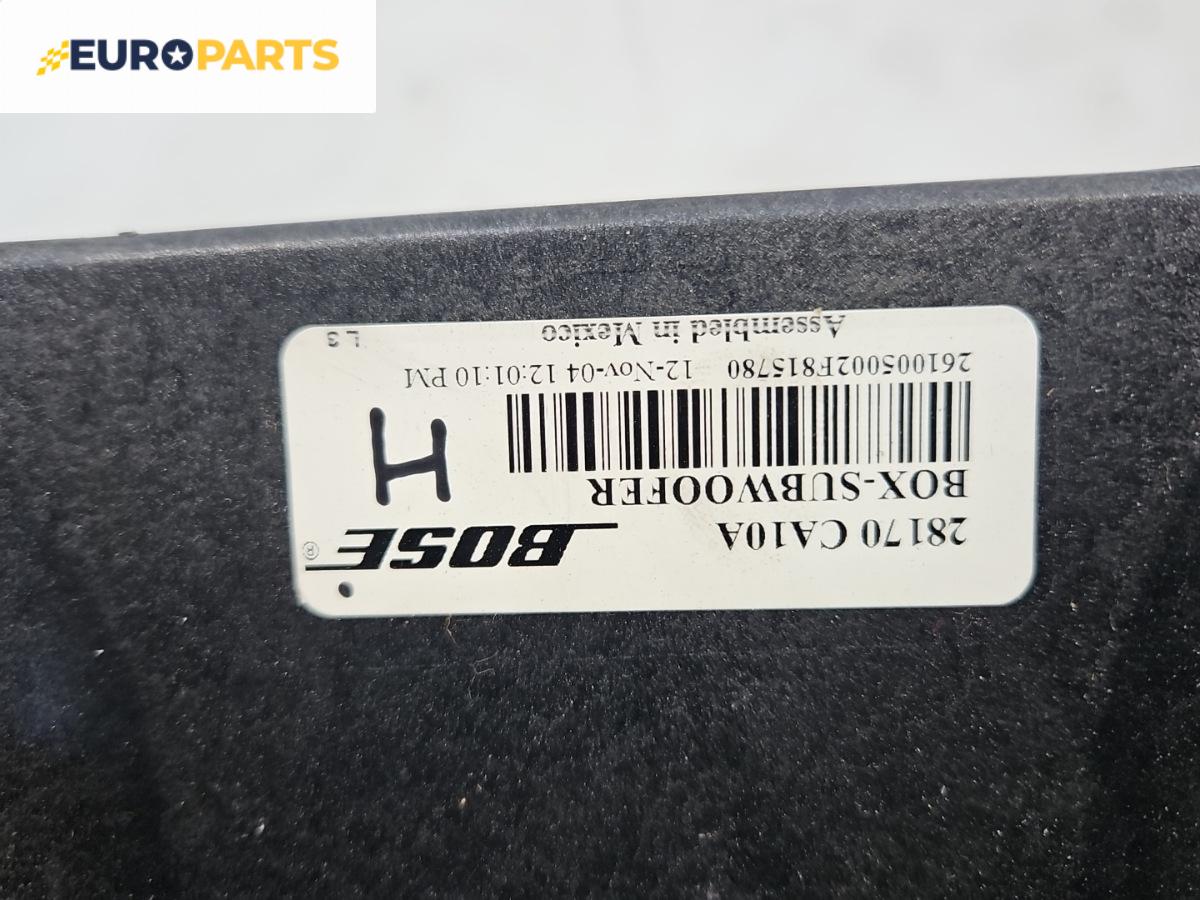 EUROPARTS
28170 CA10A
BOSE®
BOX-SUBWOOFER
H
261005002F815780 12-Nov-04 12:01:10 PM
Assembled in Mexico
L 3